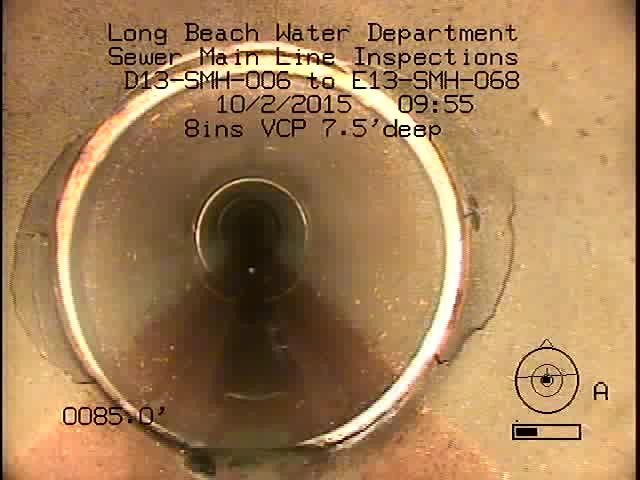 Long Beach Water Department
Sewer Main Line Inspections
D13-SMH-006 to E13-SMH-068
10/2/2015 09:55
8ins VCP 7.5'deep
0085.0'
A